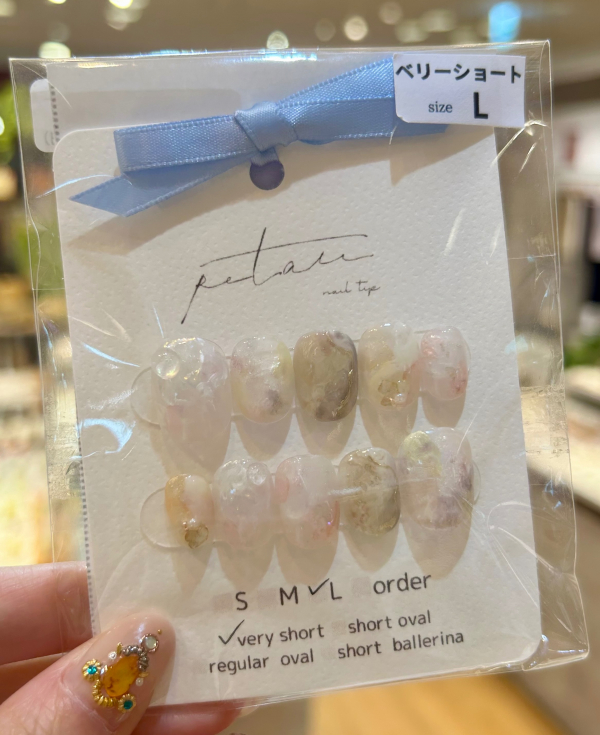 ベリーショート
size L
nail tip
S M ✓L order
✓very short short oval
regular oval short ballerina